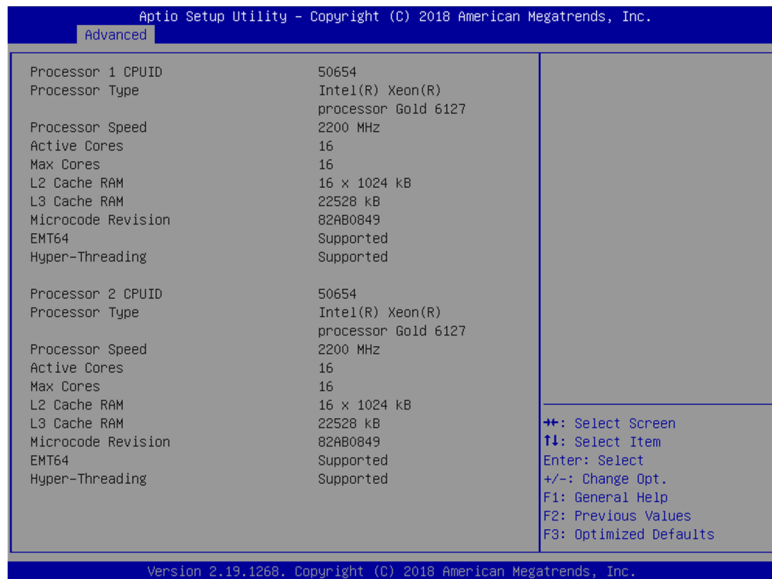 Aptio Setup Utility – Copyright (C) 2018 American Megatrends, Inc.
Advanced
Processor 1 CPUID 50654
Processor Type Intel(R) Xeon(R)
processor Gold 6127
Processor Speed 2200 MHz
Active Cores 16
Max Cores 16
L2 Cache RAM 16 x 1024 kB
L3 Cache RAM 22528 kB
Microcode Revision 82AB0849
EMT64 Supported
Hyper-Threading Supported
Processor 2 CPUID 50654
Processor Type Intel(R) Xeon(R)
processor Gold 6127
Processor Speed 2200 MHz
Active Cores 16
Max Cores 16
L2 Cache RAM 16 x 1024 kB
L3 Cache RAM 22528 kB
Microcode Revision 82AB0849
EMT64 Supported
Hyper-Threading Supported
→←: Select Screen
↑↓: Select Item
Enter: Select
+/-: Change Opt.
F1: General Help
F2: Previous Values
F3: Optimized Defaults
Version 2.19.1268. Copyright (C) 2018 American Megatrends, Inc.